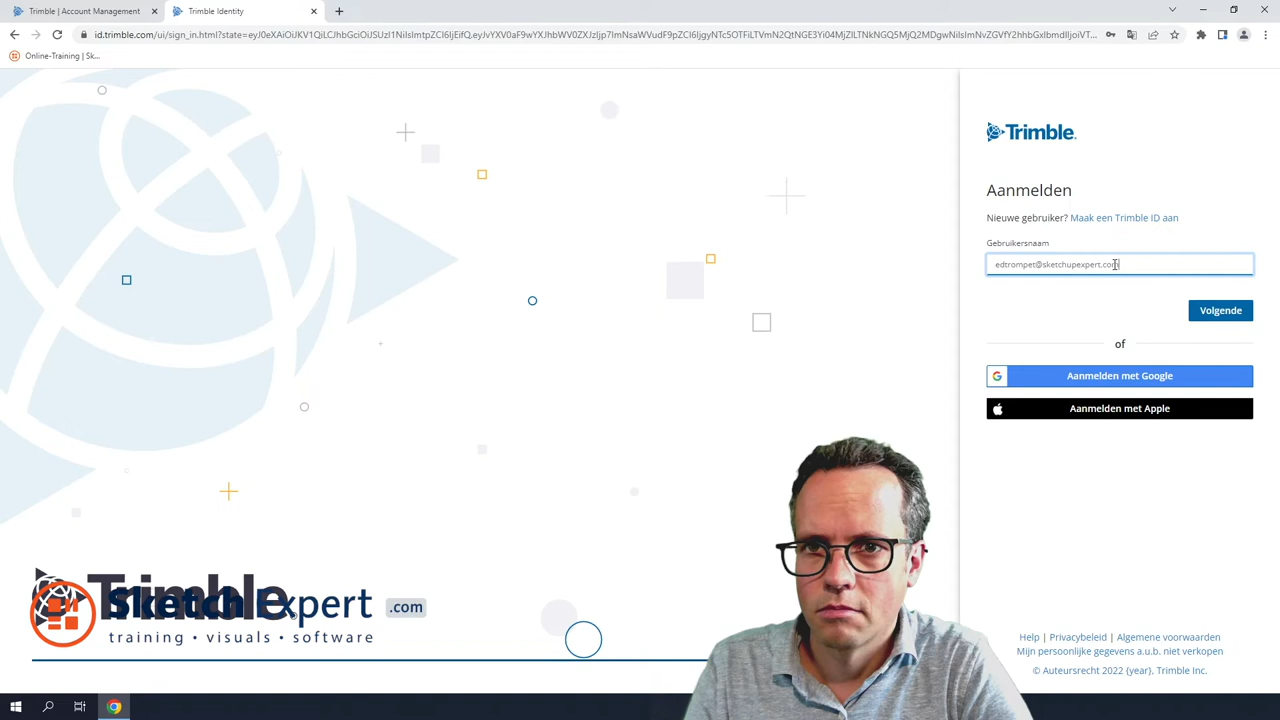 Trimble | Account Management
Trimble Identity
Online-Training | Sk...
Trimble.
Aanmelden
Nieuwe gebruiker? Maak een Trimble ID aan
Gebruikersnaam
edtrompet@sketchupexpert.com
Volgende
of
G Aanmelden met Google
Aanmelden met Apple
Trimble.
SketchExpert .com
training • visuals • software
Help | Privacybeleid | Algemene voorwaarden
Mijn persoonlijke gegevens a.u.b. niet verkopen
© Auteursrecht 2022 {year}, Trimble Inc.